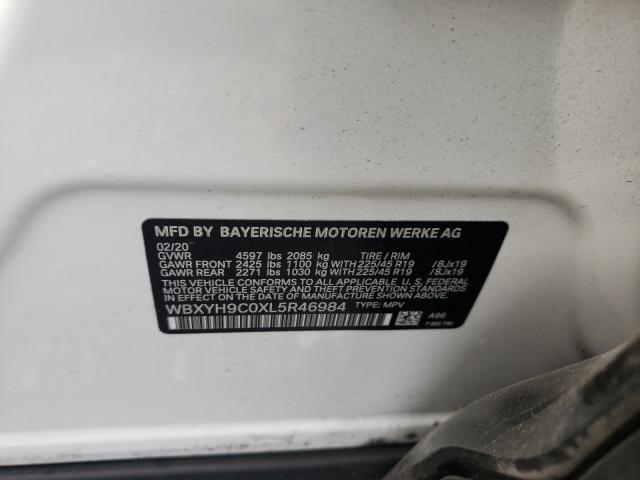 MFD BY BAYERISCHE MOTOREN WERKE AG
02/20
GVWR 4597 lbs 2085 kg TIRE / RIM
GAWR FRONT 2425 lbs 1100 kg WITH 225/45 R19 /8Jx19
GAWR REAR 2271 lbs 1030 kg WITH 225/45 R19 /8Jx19
THIS VEHICLE CONFORMS TO ALL APPLICABLE U. S. FEDERAL
MOTOR VEHICLE SAFETY, BUMPER, AND THEFT PREVENTION STANDARDS
IN EFFECT ON THE DATE OF MANUFACTURE SHOWN ABOVE.
WBXYH9C0XL5R46984 TYPE: MPV
A96